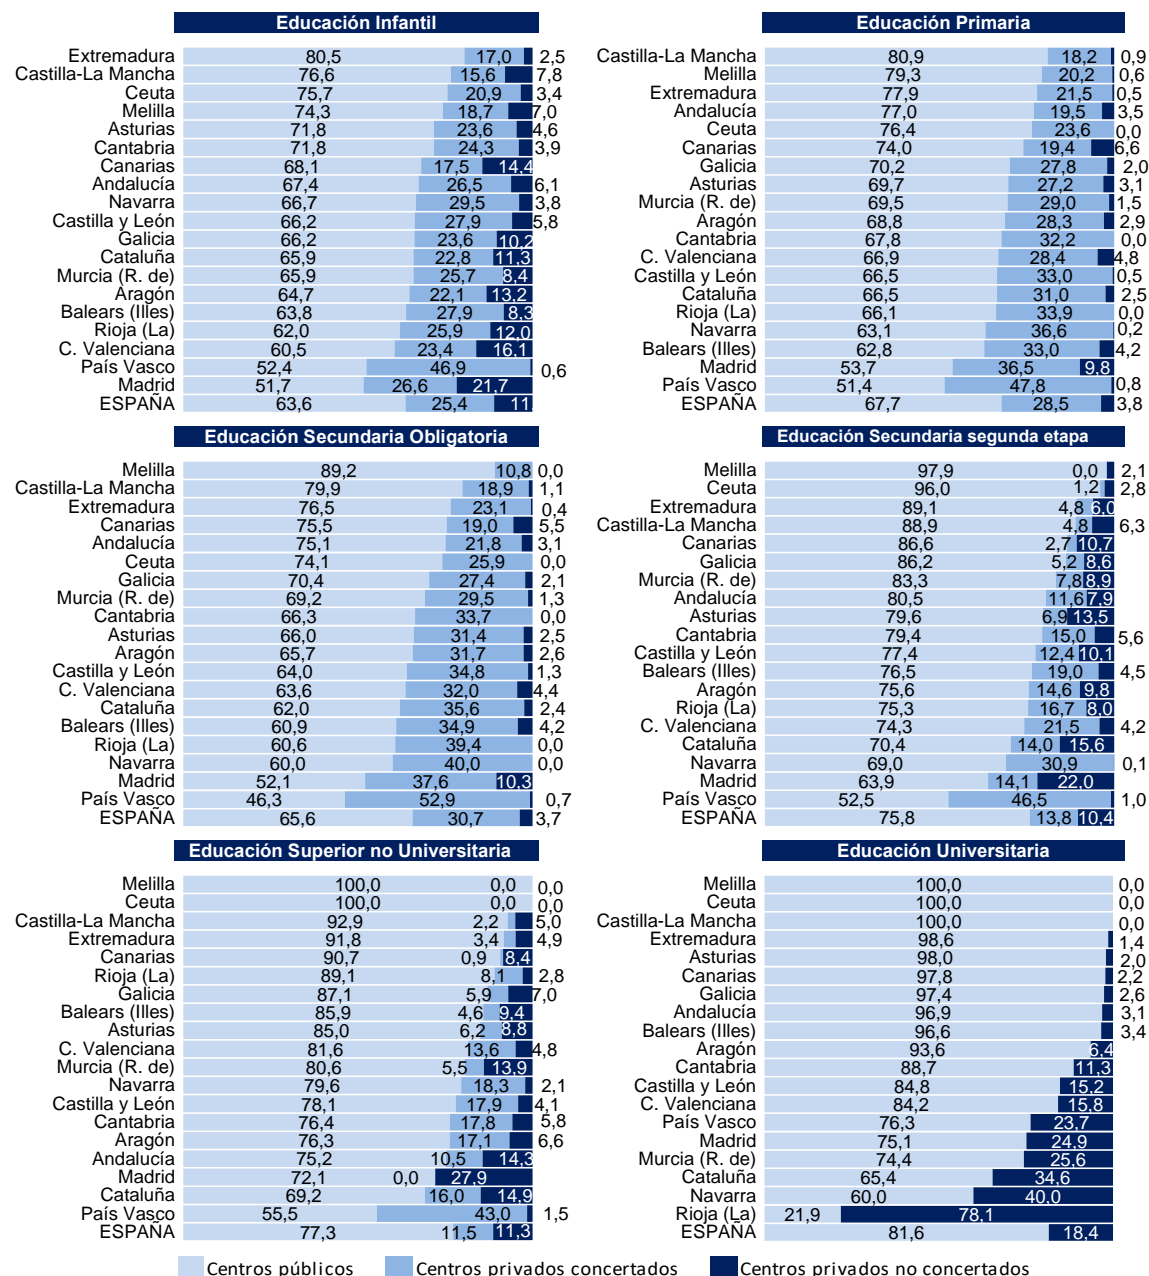 Educación Infantil
Extremadura 80,5 17,0 2,5
Castilla-La Mancha 76,6 15,6 7,8
Ceuta 75,7 20,9 3,4
Melilla 74,3 18,7 7,0
Asturias 71,8 23,6 4,6
Cantabria 71,8 24,3 3,9
Canarias 68,1 17,5 14,4
Andalucía 67,4 26,5 6,1
Navarra 66,7 29,5 3,8
Castilla y León 66,2 27,9 5,8
Galicia 66,2 23,6 10,2
Cataluña 65,9 22,8 11,3
Murcia (R. de) 65,9 25,7 8,4
Aragón 64,7 22,1 13,2
Balears (Illes) 63,8 27,9 8,3
Rioja (La) 62,0 25,9 12,0
C. Valenciana 60,5 23,4 16,1
País Vasco 52,4 46,9 0,6
Madrid 51,7 26,6 21,7
ESPAÑA 63,6 25,4 11
Educación Primaria
Castilla-La Mancha 80,9 18,2 0,9
Melilla 79,3 20,2 0,6
Extremadura 77,9 21,5 0,5
Andalucía 77,0 19,5 3,5
Ceuta 76,4 23,6 0,0
Canarias 74,0 19,4 6,6
Galicia 70,2 27,8 2,0
Asturias 69,7 27,2 3,1
Murcia (R. de) 69,5 29,0 1,5
Aragón 68,8 28,3 2,9
Cantabria 67,8 32,2 0,0
C. Valenciana 66,9 28,4 4,8
Castilla y León 66,5 33,0 0,5
Cataluña 66,5 31,0 2,5
Rioja (La) 66,1 33,9 0,0
Navarra 63,1 36,6 0,2
Balears (Illes) 62,8 33,0 4,2
Madrid 53,7 36,5 9,8
País Vasco 51,4 47,8 0,8
ESPAÑA 67,7 28,5 3,8
Educación Secundaria Obligatoria
Melilla 89,2 10,8 0,0
Castilla-La Mancha 79,9 18,9 1,1
Extremadura 76,5 23,1 0,4
Canarias 75,5 19,0 5,5
Andalucía 75,1 21,8 3,1
Ceuta 74,1 25,9 0,0
Galicia 70,4 27,4 2,1
Murcia (R. de) 69,2 29,5 1,3
Cantabria 66,3 33,7 0,0
Asturias 66,0 31,4 2,5
Aragón 65,7 31,7 2,6
Castilla y León 64,0 34,8 1,3
C. Valenciana 63,6 32,0 4,4
Cataluña 62,0 35,6 2,4
Balears (Illes) 60,9 34,9 4,2
Rioja (La) 60,6 39,4 0,0
Navarra 60,0 40,0 0,0
Madrid 52,1 37,6 10,3
País Vasco 46,3 52,9 0,7
ESPAÑA 65,6 30,7 3,7
Educación Secundaria segunda etapa
Melilla 97,9 0,0 2,1
Ceuta 96,0 1,2 2,8
Extremadura 89,1 4,8 6,0
Castilla-La Mancha 88,9 4,8 6,3
Canarias 86,6 2,7 10,7
Galicia 86,2 5,2 8,6
Murcia (R. de) 83,3 7,8 8,9
Andalucía 80,5 11,6 7,9
Asturias 79,6 6,9 13,5
Cantabria 79,4 15,0 5,6
Castilla y León 77,4 12,4 10,1
Balears (Illes) 76,5 19,0 4,5
Aragón 75,6 14,6 9,8
Rioja (La) 75,3 16,7 8,0
C. Valenciana 74,3 21,5 4,2
Cataluña 70,4 14,0 15,6
Navarra 69,0 30,9 0,1
Madrid 63,9 14,1 22,0
País Vasco 52,5 46,5 1,0
ESPAÑA 75,8 13,8 10,4
Educación Superior no Universitaria
Melilla 100,0 0,0 0,0
Ceuta 100,0 0,0 0,0
Castilla-La Mancha 92,9 2,2 5,0
Extremadura 91,8 3,4 4,9
Canarias 90,7 0,9 8,4
Rioja (La) 89,1 8,1 2,8
Galicia 87,1 5,9 7,0
Balears (Illes) 85,9 4,6 9,4
Asturias 85,0 6,2 8,8
C. Valenciana 81,6 13,6 4,8
Murcia (R. de) 80,6 5,5 13,9
Navarra 79,6 18,3 2,1
Castilla y León 78,1 17,9 4,1
Cantabria 76,4 17,8 5,8
Aragón 76,3 17,1 6,6
Andalucía 75,2 10,5 14,3
Madrid 72,1 0,0 27,9
Cataluña 69,2 16,0 14,9
País Vasco 55,5 43,0 1,5
ESPAÑA 77,3 11,5 11,3
Educación Universitaria
Melilla 100,0 0,0
Ceuta 100,0 0,0
Castilla-La Mancha 100,0 0,0
Extremadura 98,6 1,4
Asturias 98,0 2,0
Canarias 97,8 2,2
Galicia 97,4 2,6
Andalucía 96,9 3,1
Balears (Illes) 96,6 3,4
Aragón 93,6 6,4
Cantabria 88,7 11,3
Castilla y León 84,8 15,2
C. Valenciana 84,2 15,8
País Vasco 76,3 23,7
Madrid 75,1 24,9
Murcia (R. de) 74,4 25,6
Cataluña 65,4 34,6
Navarra 60,0 40,0
Rioja (La) 21,9 78,1
ESPAÑA 81,6 18,4
Centros públicos Centros privados concertados Centros privados no concertados